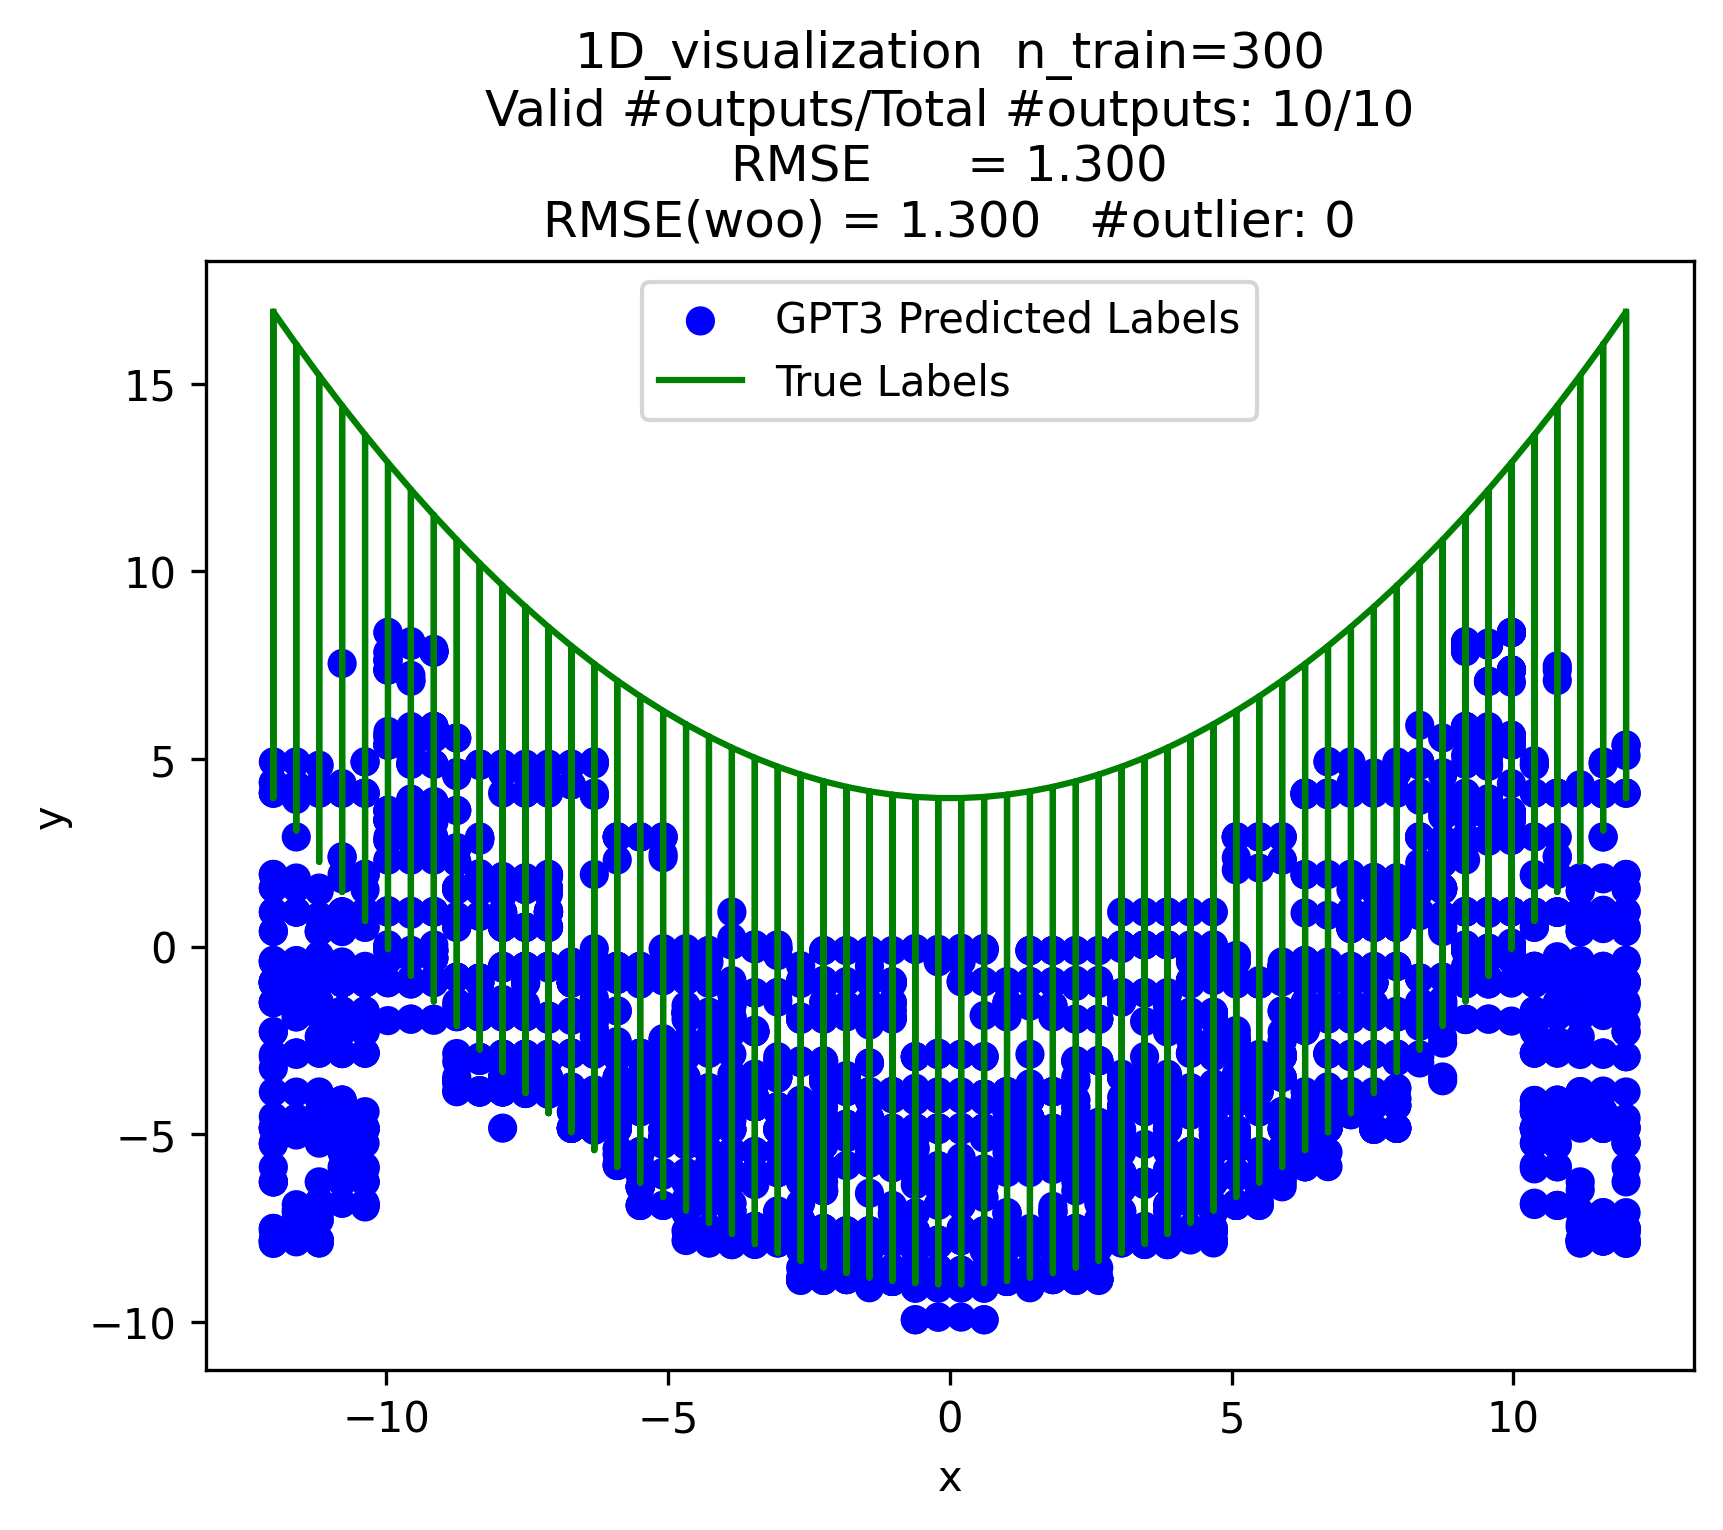 1D_visualization  n_train=300
Valid #outputs/Total #outputs: 10/10
RMSE      = 1.300
RMSE(woo) = 1.300   #outlier: 0
GPT3 Predicted Labels
True Labels
15
10
5
0
−5
−10
y
−10 −5 0 5 10
x